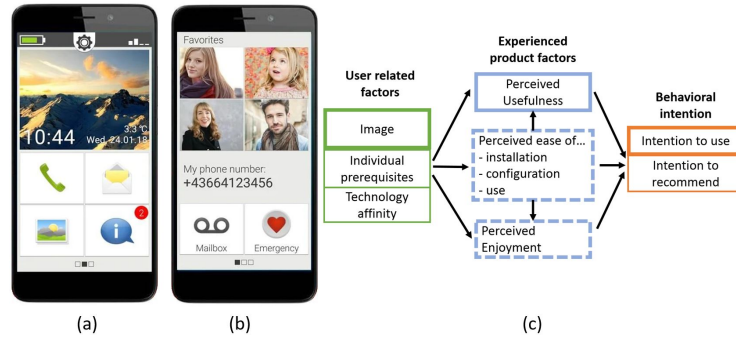 10:44
3.3 °C
Wed, 24.01.18
2
i
Favorites
My phone number:
+43664123456
Mailbox
Emergency
User related
factors
Image
Individual
prerequisites
Technology
affinity
Experienced
product factors
Perceived
Usefulness
Perceived ease of...
- installation
- configuration
- use
Perceived
Enjoyment
Behavioral
intention
Intention to use
Intention to
recommend
(a)
(b)
(c)